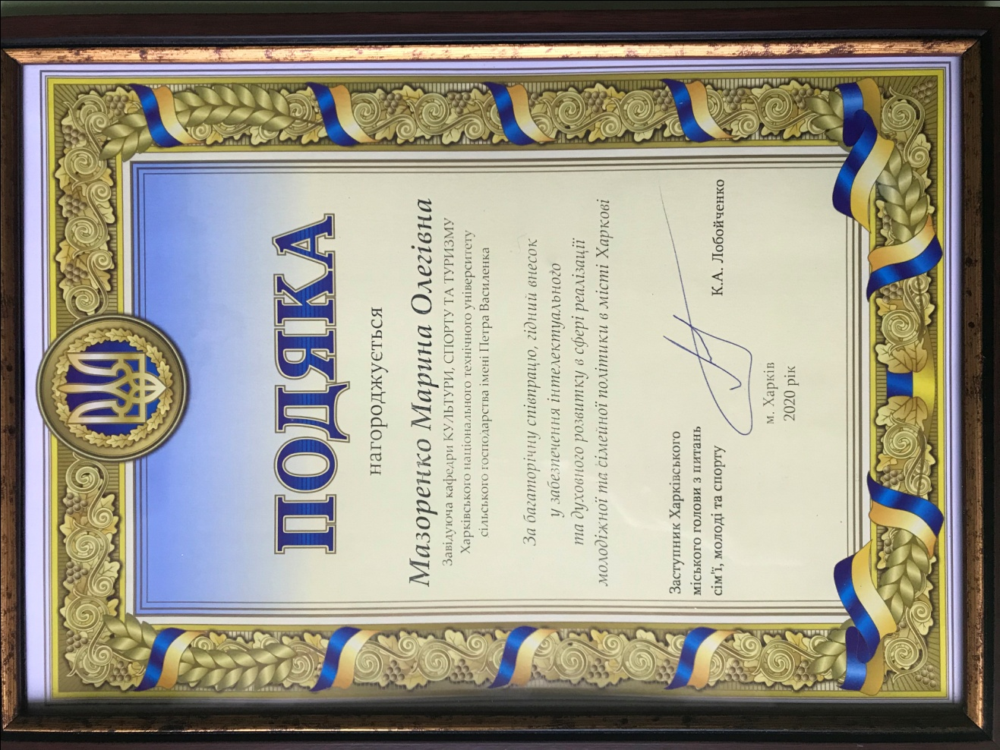 ПОДЯКА
нагороджується
Мазоренко Марина Олегівна
Завідуюча кафедри КУЛЬТУРИ, СПОРТУ ТА ТУРИЗМУ
Харківського національного технічного університету
сільського господарства імені Петра Василенка
За багаторічну співпрацю, гідний внесок
у забезпечення інтелектуального
та духовного розвитку в сфері реалізації
молодіжної та сімейної політики в місті Харкові
Заступник Харківського
міського голови з питань
сім'ї, молоді та спорту
К.А. Лобойченко
м. Харків
2020 рік